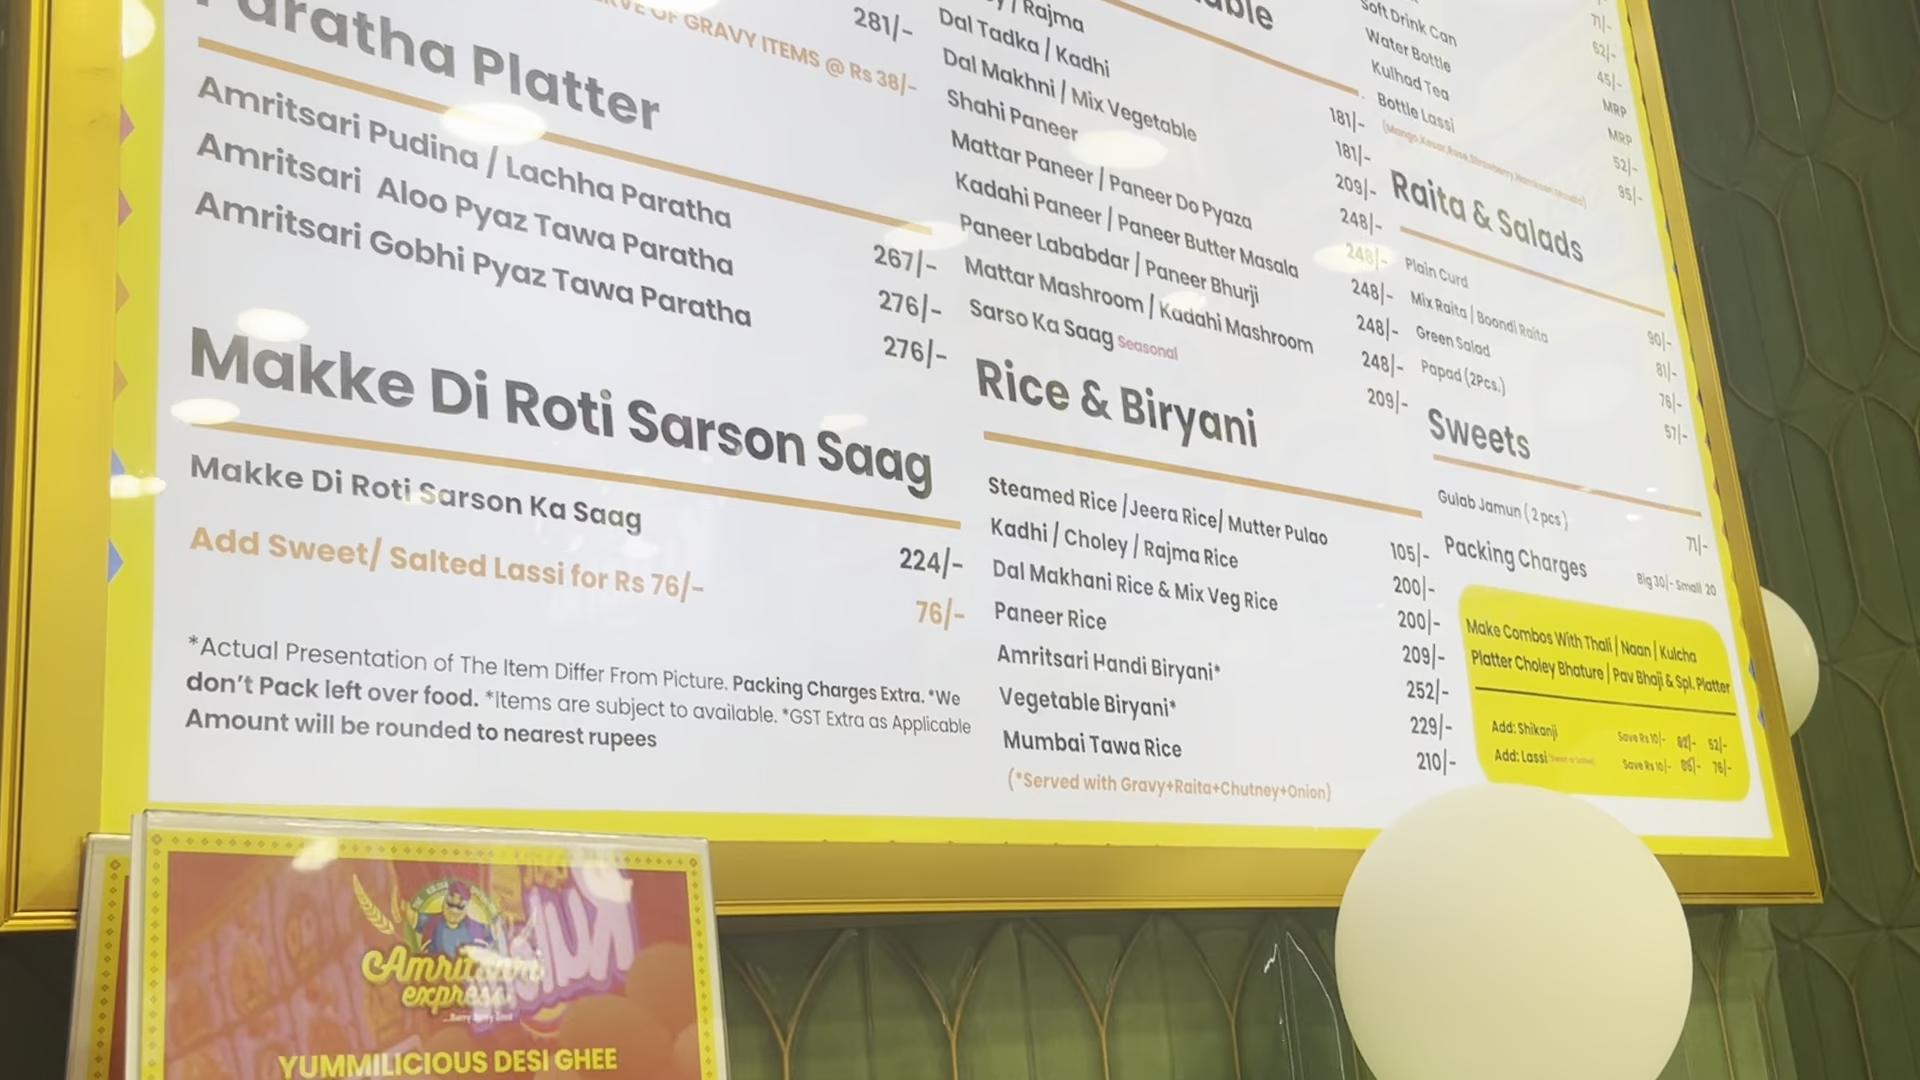 RVE OF GRAVY ITEMS @ Rs 38/-
281/-
Paratha Platter
Amritsari Pudina / Lachha Paratha 267/-
Amritsari Aloo Pyaz Tawa Paratha 276/-
Amritsari Gobhi Pyaz Tawa Paratha 276/-
Makke Di Roti Sarson Saag
Makke Di Roti Sarson Ka Saag 224/-
Add Sweet/ Salted Lassi for Rs 76/- 76/-
*Actual Presentation of The Item Differ From Picture. Packing Charges Extra. *We
don't Pack left over food. *Items are subject to available. *GST Extra as Applicable
Amount will be rounded to nearest rupees
/ Rajma 181/-
Dal Tadka / Kadhi 181/-
Dal Makhni / Mix Vegetable 209/-
Shahi Paneer 248/-
Mattar Paneer / Paneer Do Pyaza 248/-
Kadahi Paneer / Paneer Butter Masala 248/-
Paneer Lababdar / Paneer Bhurji 248/-
Mattar Mashroom / Kadahi Mashroom 248/-
Sarso Ka Saag Seasonal 209/-
Rice & Biryani
Steamed Rice /Jeera Rice/ Mutter Pulao 105/-
Kadhi / Choley / Rajma Rice 200/-
Dal Makhani Rice & Mix Veg Rice 200/-
Paneer Rice 209/-
Amritsari Handi Biryani* 252/-
Vegetable Biryani* 229/-
Mumbai Tawa Rice 210/-
(*Served with Gravy+Raita+Chutney+Onion)
71/-
62/-
45/-
Soft Drink Can MRP
Water Bottle MRP
Kulhad Tea 52/-
Bottle Lassi 95/-
Raita & Salads
Plain Curd 90/-
Mix Raita / Boondi Raita 81/-
Green Salad 76/-
Papad (2Pcs.) 57/-
Sweets
Gulab Jamun ( 2 pcs ) 71/-
Packing Charges Big 30/- Small 20
Make Combos With Thali / Naan / Kulcha
Platter Choley Bhature / Pav Bhaji & Spl. Platter
Add: Shikanji Save Rs 10/- 52/-
Add: Lassi Save Rs 10/- 76/-
Amritsari
express
YUMMILICIOUS DESI GHEE